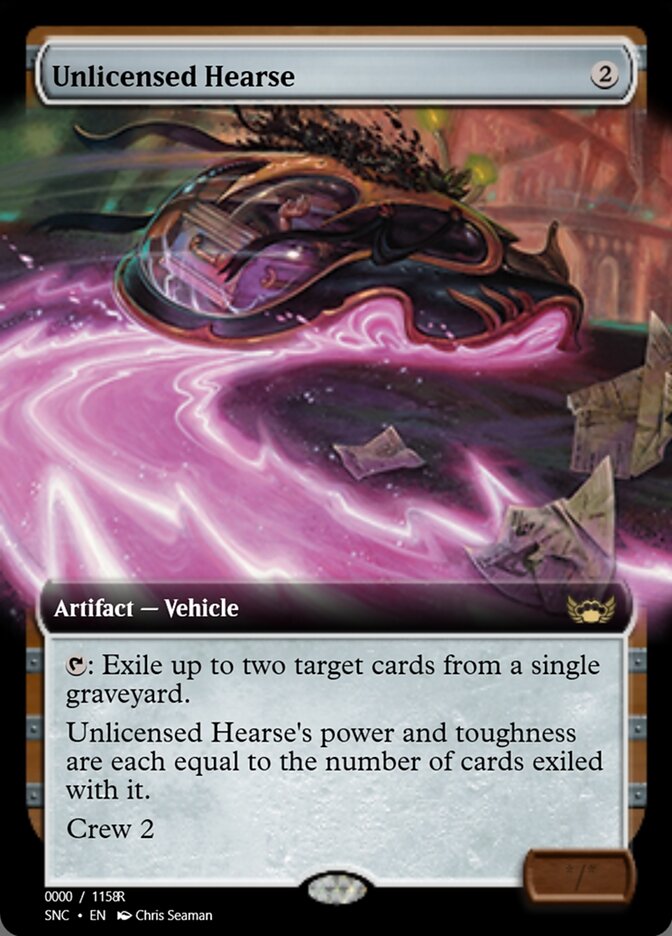 Unlicensed Hearse 2
Artifact — Vehicle
: Exile up to two target cards from a single
graveyard.
Unlicensed Hearse's power and toughness
are each equal to the number of cards exiled
with it.
Crew 2
*/*
0000 / 1158R
SNC • EN Chris Seaman